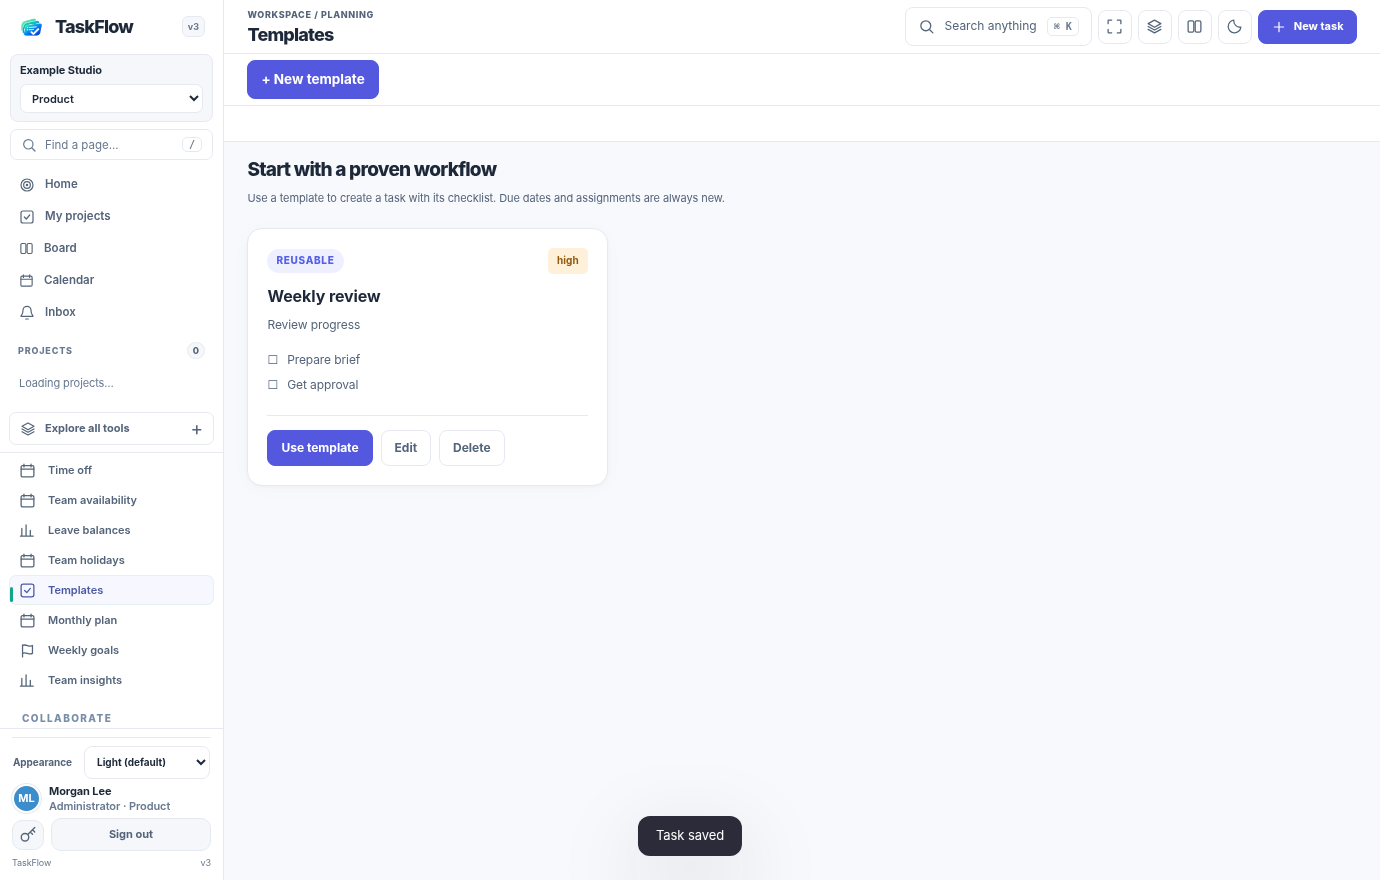 TaskFlow
v3
Example Studio
Product
Find a page...
/
Home
My projects
Board
Calendar
Inbox
PROJECTS
0
Loading projects...
Explore all tools
+
Time off
Team availability
Leave balances
Team holidays
Templates
Monthly plan
Weekly goals
Team insights
COLLABORATE
Appearance
Light (default)
ML
Morgan Lee
Administrator · Product
Sign out
TaskFlow
v3
WORKSPACE / PLANNING
Templates
Search anything
⌘ K
New task
+ New template
Start with a proven workflow
Use a template to create a task with its checklist. Due dates and assignments are always new.
REUSABLE
high
Weekly review
Review progress
☐ Prepare brief
☐ Get approval
Use template
Edit
Delete
Task saved